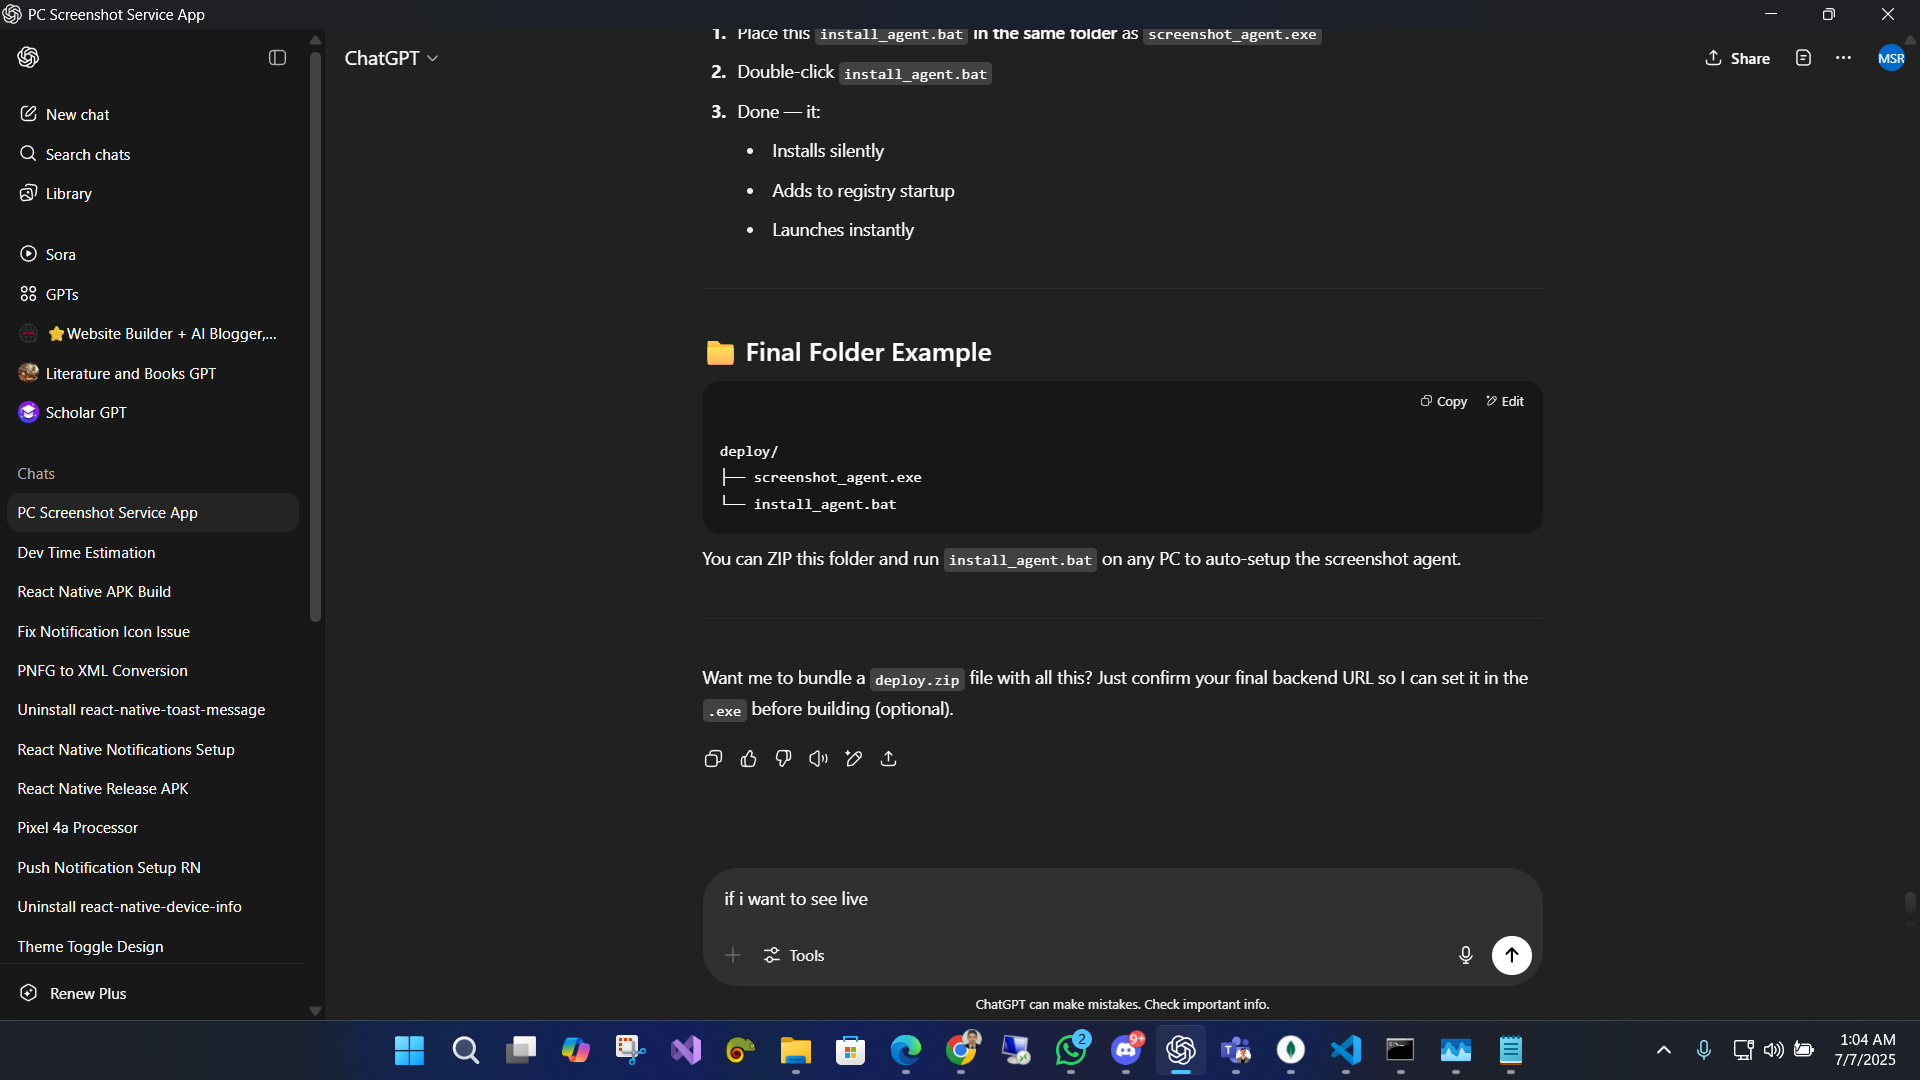 PC Screenshot Service App
ChatGPT
Share
MSR
New chat
Search chats
Library
Sora
GPTs
⭐Website Builder + AI Blogger,...
Literature and Books GPT
Scholar GPT
Chats
PC Screenshot Service App
Dev Time Estimation
React Native APK Build
Fix Notification Icon Issue
PNFG to XML Conversion
Uninstall react-native-toast-message
React Native Notifications Setup
React Native Release APK
Pixel 4a Processor
Push Notification Setup RN
Uninstall react-native-device-info
Theme Toggle Design
Renew Plus
1. Place this install_agent.bat in the same folder as screenshot_agent.exe
2. Double-click install_agent.bat
3. Done — it:
• Installs silently
• Adds to registry startup
• Launches instantly
📁 Final Folder Example
Copy Edit
deploy/
├── screenshot_agent.exe
└── install_agent.bat
You can ZIP this folder and run install_agent.bat on any PC to auto-setup the screenshot agent.
Want me to bundle a deploy.zip file with all this? Just confirm your final backend URL so I can set it in the
.exe before building (optional).
if i want to see live
Tools
ChatGPT can make mistakes. Check important info.
2
9+
1:04 AM
7/7/2025